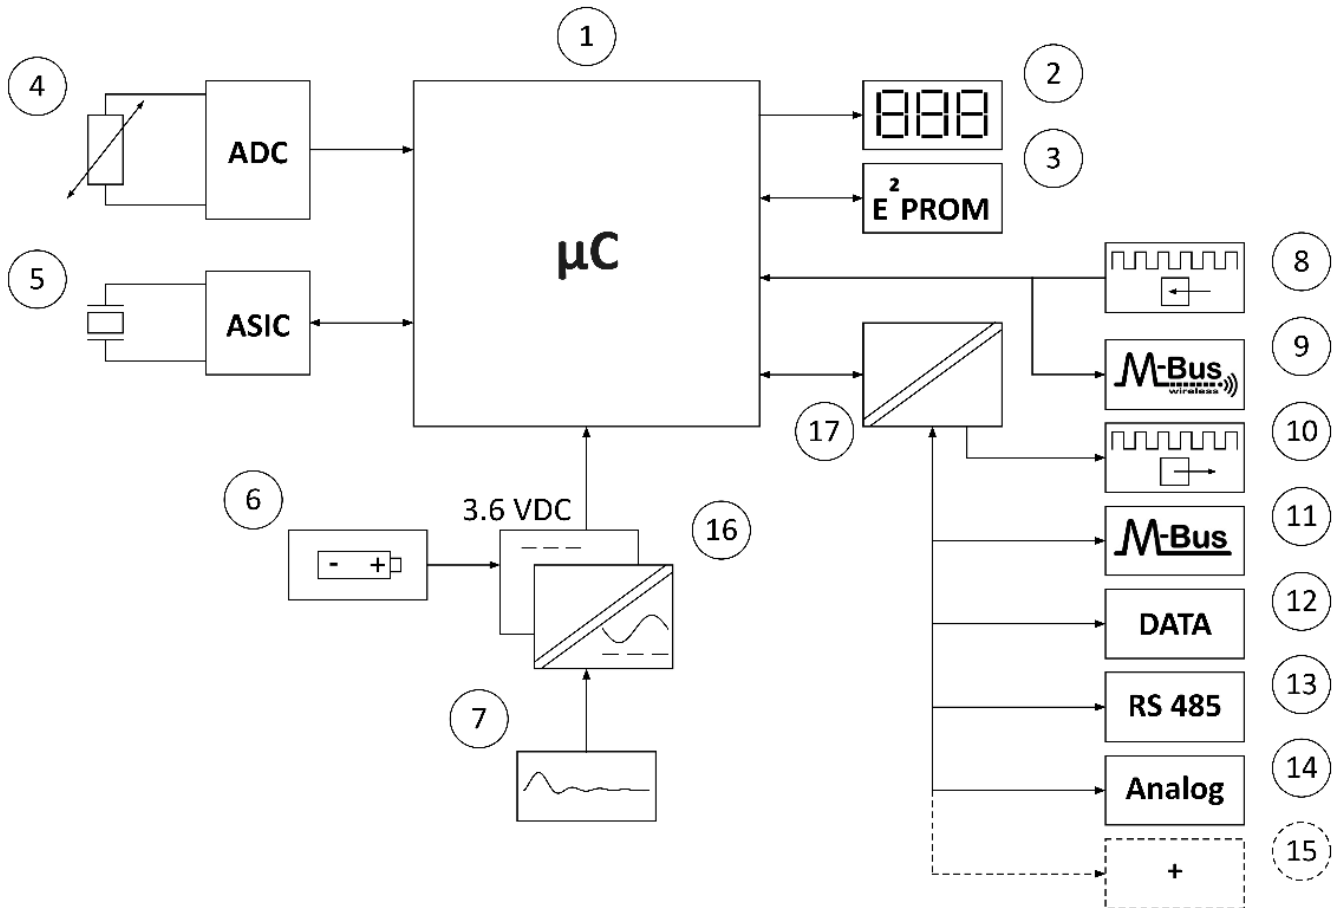 1
2
3
4
5
6
7
8
9
10
11
12
13
14
15
16
17
ADC
ASIC
µC
888
E²PROM
3.6 VDC
- +
M-Bus
wireless
M-Bus
DATA
RS 485
Analog
+